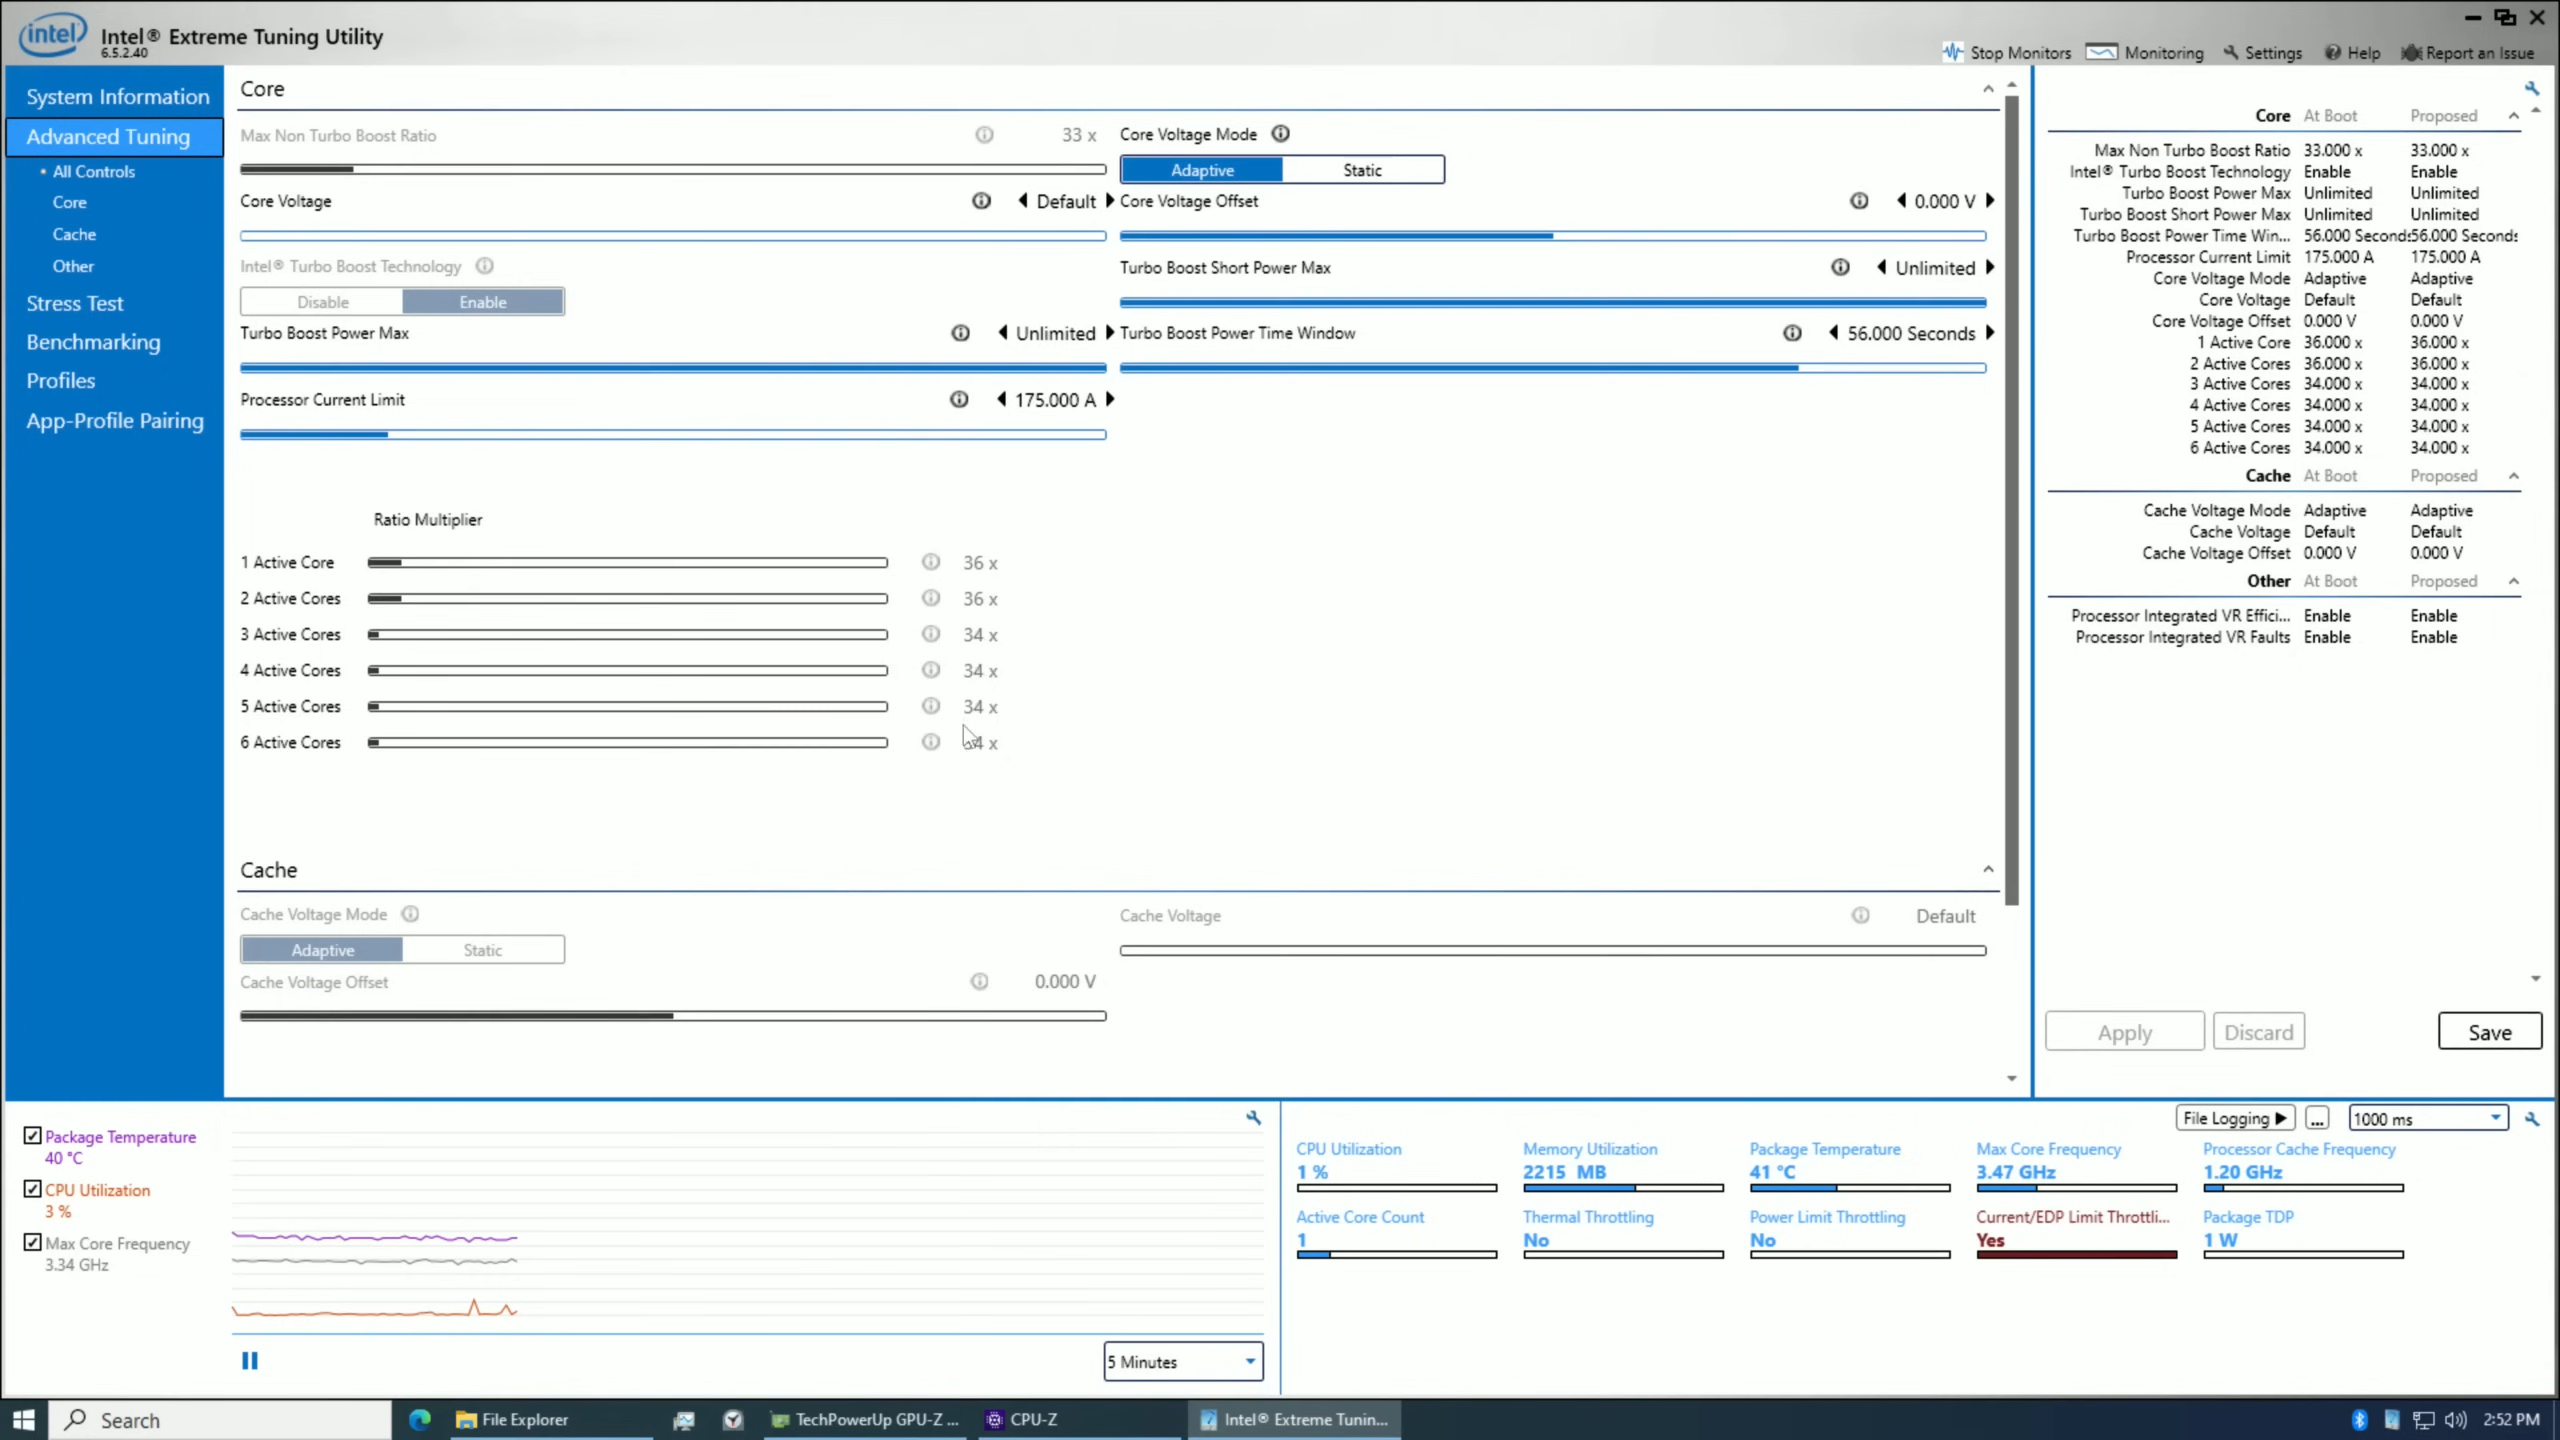 intel
Intel® Extreme Tuning Utility
6.5.2.40
Stop Monitors
Monitoring
Settings
Help
Report an Issue
System Information
Advanced Tuning
• All Controls
Core
Cache
Other
Stress Test
Benchmarking
Profiles
App-Profile Pairing
Core
Max Non Turbo Boost Ratio 33 x
Core Voltage Mode
Adaptive Static
Core Voltage Default
Core Voltage Offset 0.000 V
Intel® Turbo Boost Technology
Disable Enable
Turbo Boost Short Power Max Unlimited
Turbo Boost Power Max Unlimited
Turbo Boost Power Time Window 56.000 Seconds
Processor Current Limit 175.000 A
Ratio Multiplier
1 Active Core 36 x
2 Active Cores 36 x
3 Active Cores 34 x
4 Active Cores 34 x
5 Active Cores 34 x
6 Active Cores 4 x
Cache
Cache Voltage Mode
Adaptive Static
Cache Voltage Default
Cache Voltage Offset 0.000 V
Core At Boot Proposed
Max Non Turbo Boost Ratio 33.000 x 33.000 x
Intel® Turbo Boost Technology Enable Enable
Turbo Boost Power Max Unlimited Unlimited
Turbo Boost Short Power Max Unlimited Unlimited
Turbo Boost Power Time Win... 56.000 Seconds 56.000 Seconds
Processor Current Limit 175.000 A 175.000 A
Core Voltage Mode Adaptive Adaptive
Core Voltage Default Default
Core Voltage Offset 0.000 V 0.000 V
1 Active Core 36.000 x 36.000 x
2 Active Cores 36.000 x 36.000 x
3 Active Cores 34.000 x 34.000 x
4 Active Cores 34.000 x 34.000 x
5 Active Cores 34.000 x 34.000 x
6 Active Cores 34.000 x 34.000 x
Cache At Boot Proposed
Cache Voltage Mode Adaptive Adaptive
Cache Voltage Default Default
Cache Voltage Offset 0.000 V 0.000 V
Other At Boot Proposed
Processor Integrated VR Effici... Enable Enable
Processor Integrated VR Faults Enable Enable
Apply Discard Save
Package Temperature
40 °C
CPU Utilization
3 %
Max Core Frequency
3.34 GHz
5 Minutes
File Logging ... 1000 ms
CPU Utilization
1 %
Memory Utilization
2215 MB
Package Temperature
41 °C
Max Core Frequency
3.47 GHz
Processor Cache Frequency
1.20 GHz
Active Core Count
1
Thermal Throttling
No
Power Limit Throttling
No
Current/EDP Limit Throttli...
Yes
Package TDP
1 W
Search
File Explorer
TechPowerUp GPU-Z ...
CPU-Z
Intel® Extreme Tunin...
2:52 PM